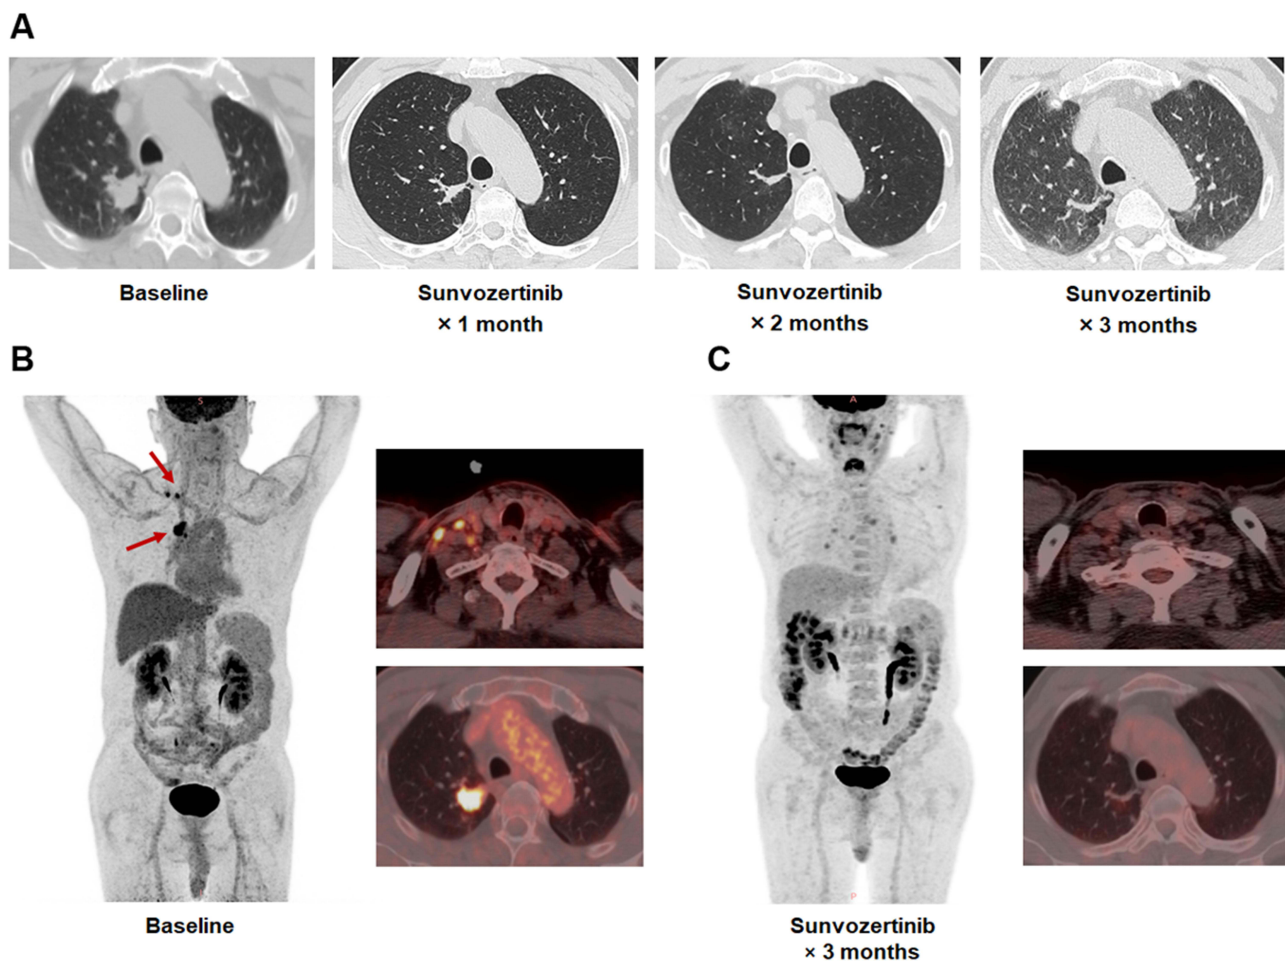 A
Baseline
Sunvozertinib
× 1 month
Sunvozertinib
× 2 months
Sunvozertinib
× 3 months
B
C
S
A
P
Baseline
Sunvozertinib
× 3 months